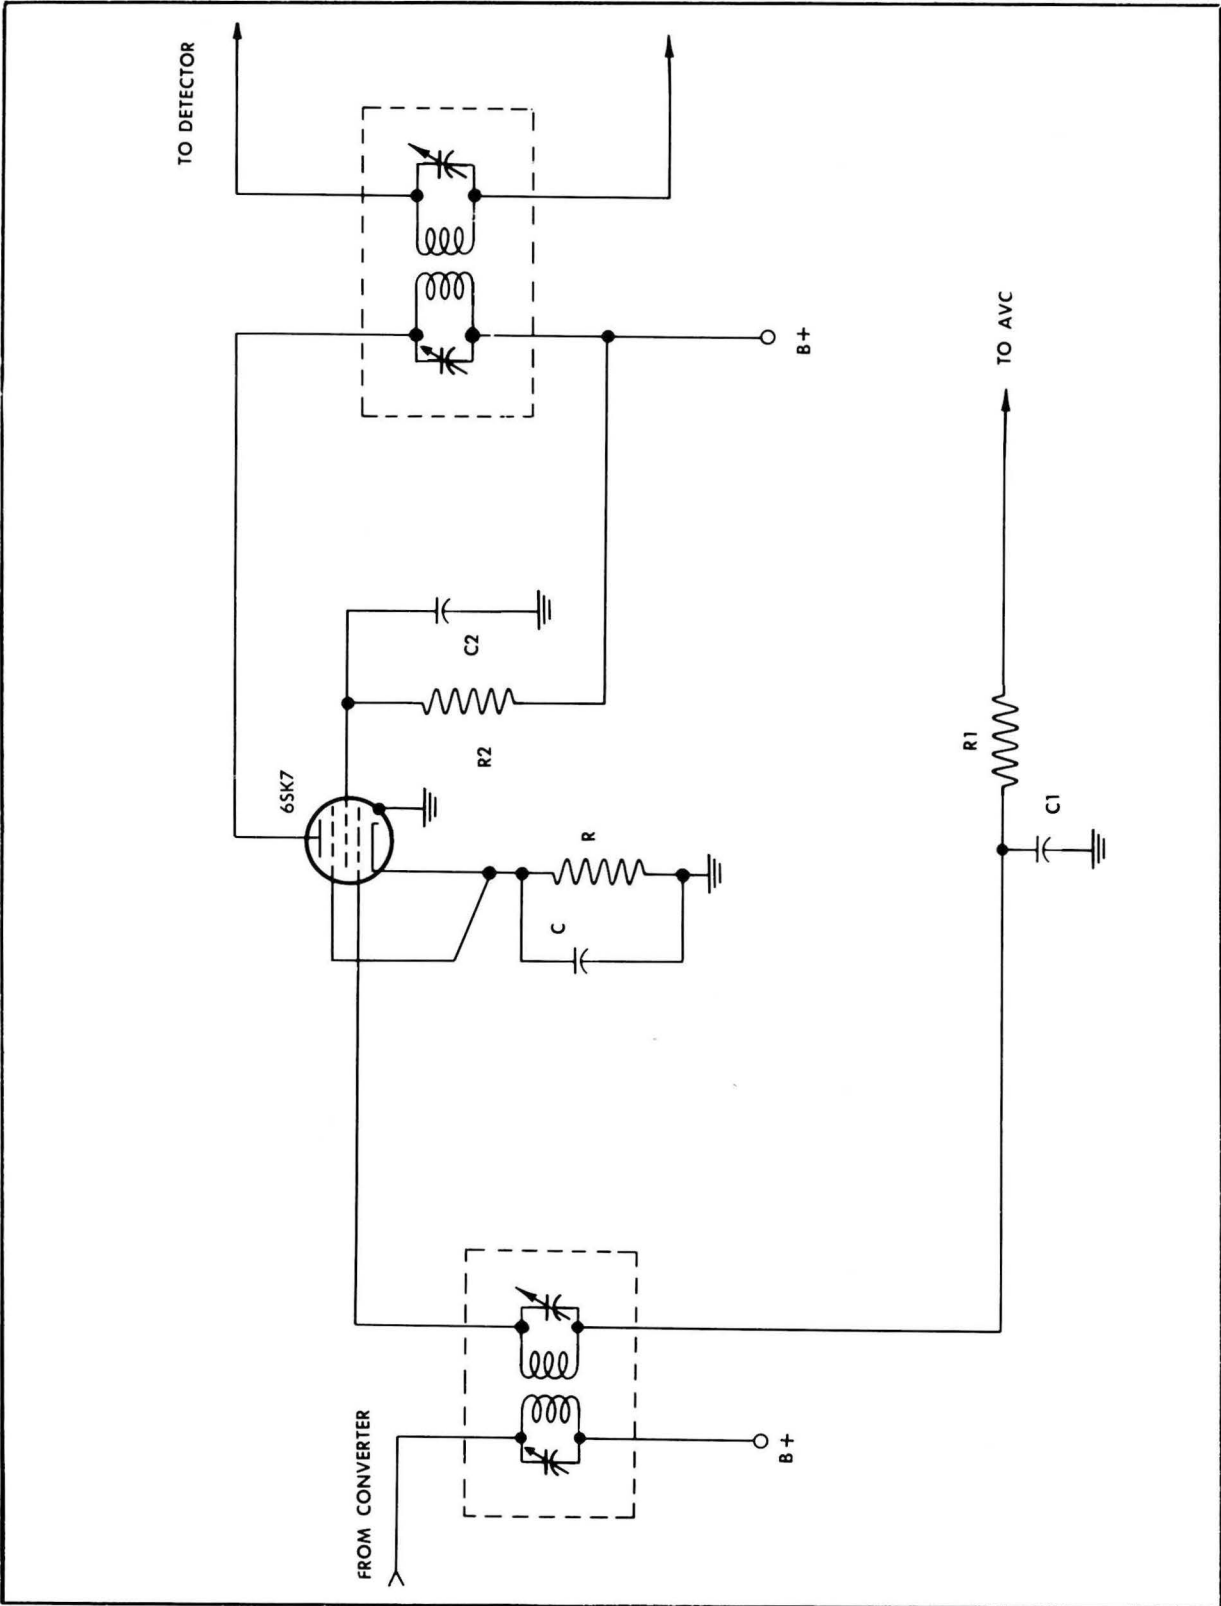 FROM CONVERTER
B+
6SK7
C
R
R2
C2
B+
TO DETECTOR
C1
R1
TO AVC